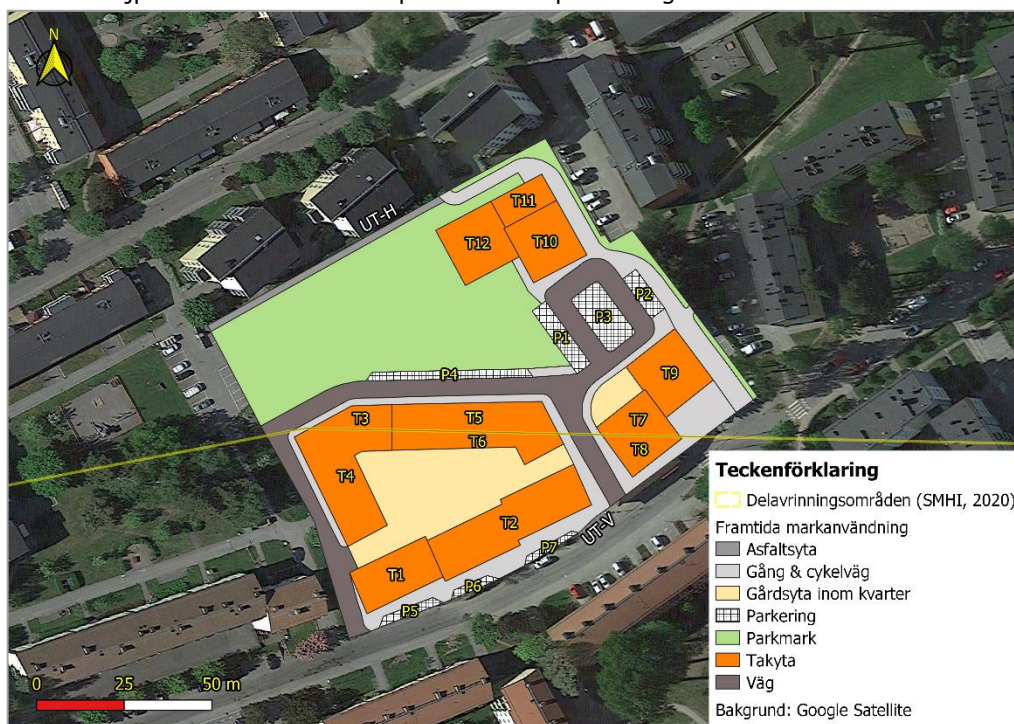 N
UT-H
T11
T12
T10
P2
P3
P1
P4
T9
T3
T5
T7
T6
T8
T4
T2
UT-V
P7
T1
P6
P5
0 25 50 m
Teckenförklaring
Delavrinningsområden (SMHI, 2020)
Framtida markanvändning
Asfaltsyta
Gång & cykelväg
Gårdsyta inom kvarter
Parkering
Parkmark
Takyta
Väg
Bakgrund: Google Satellite